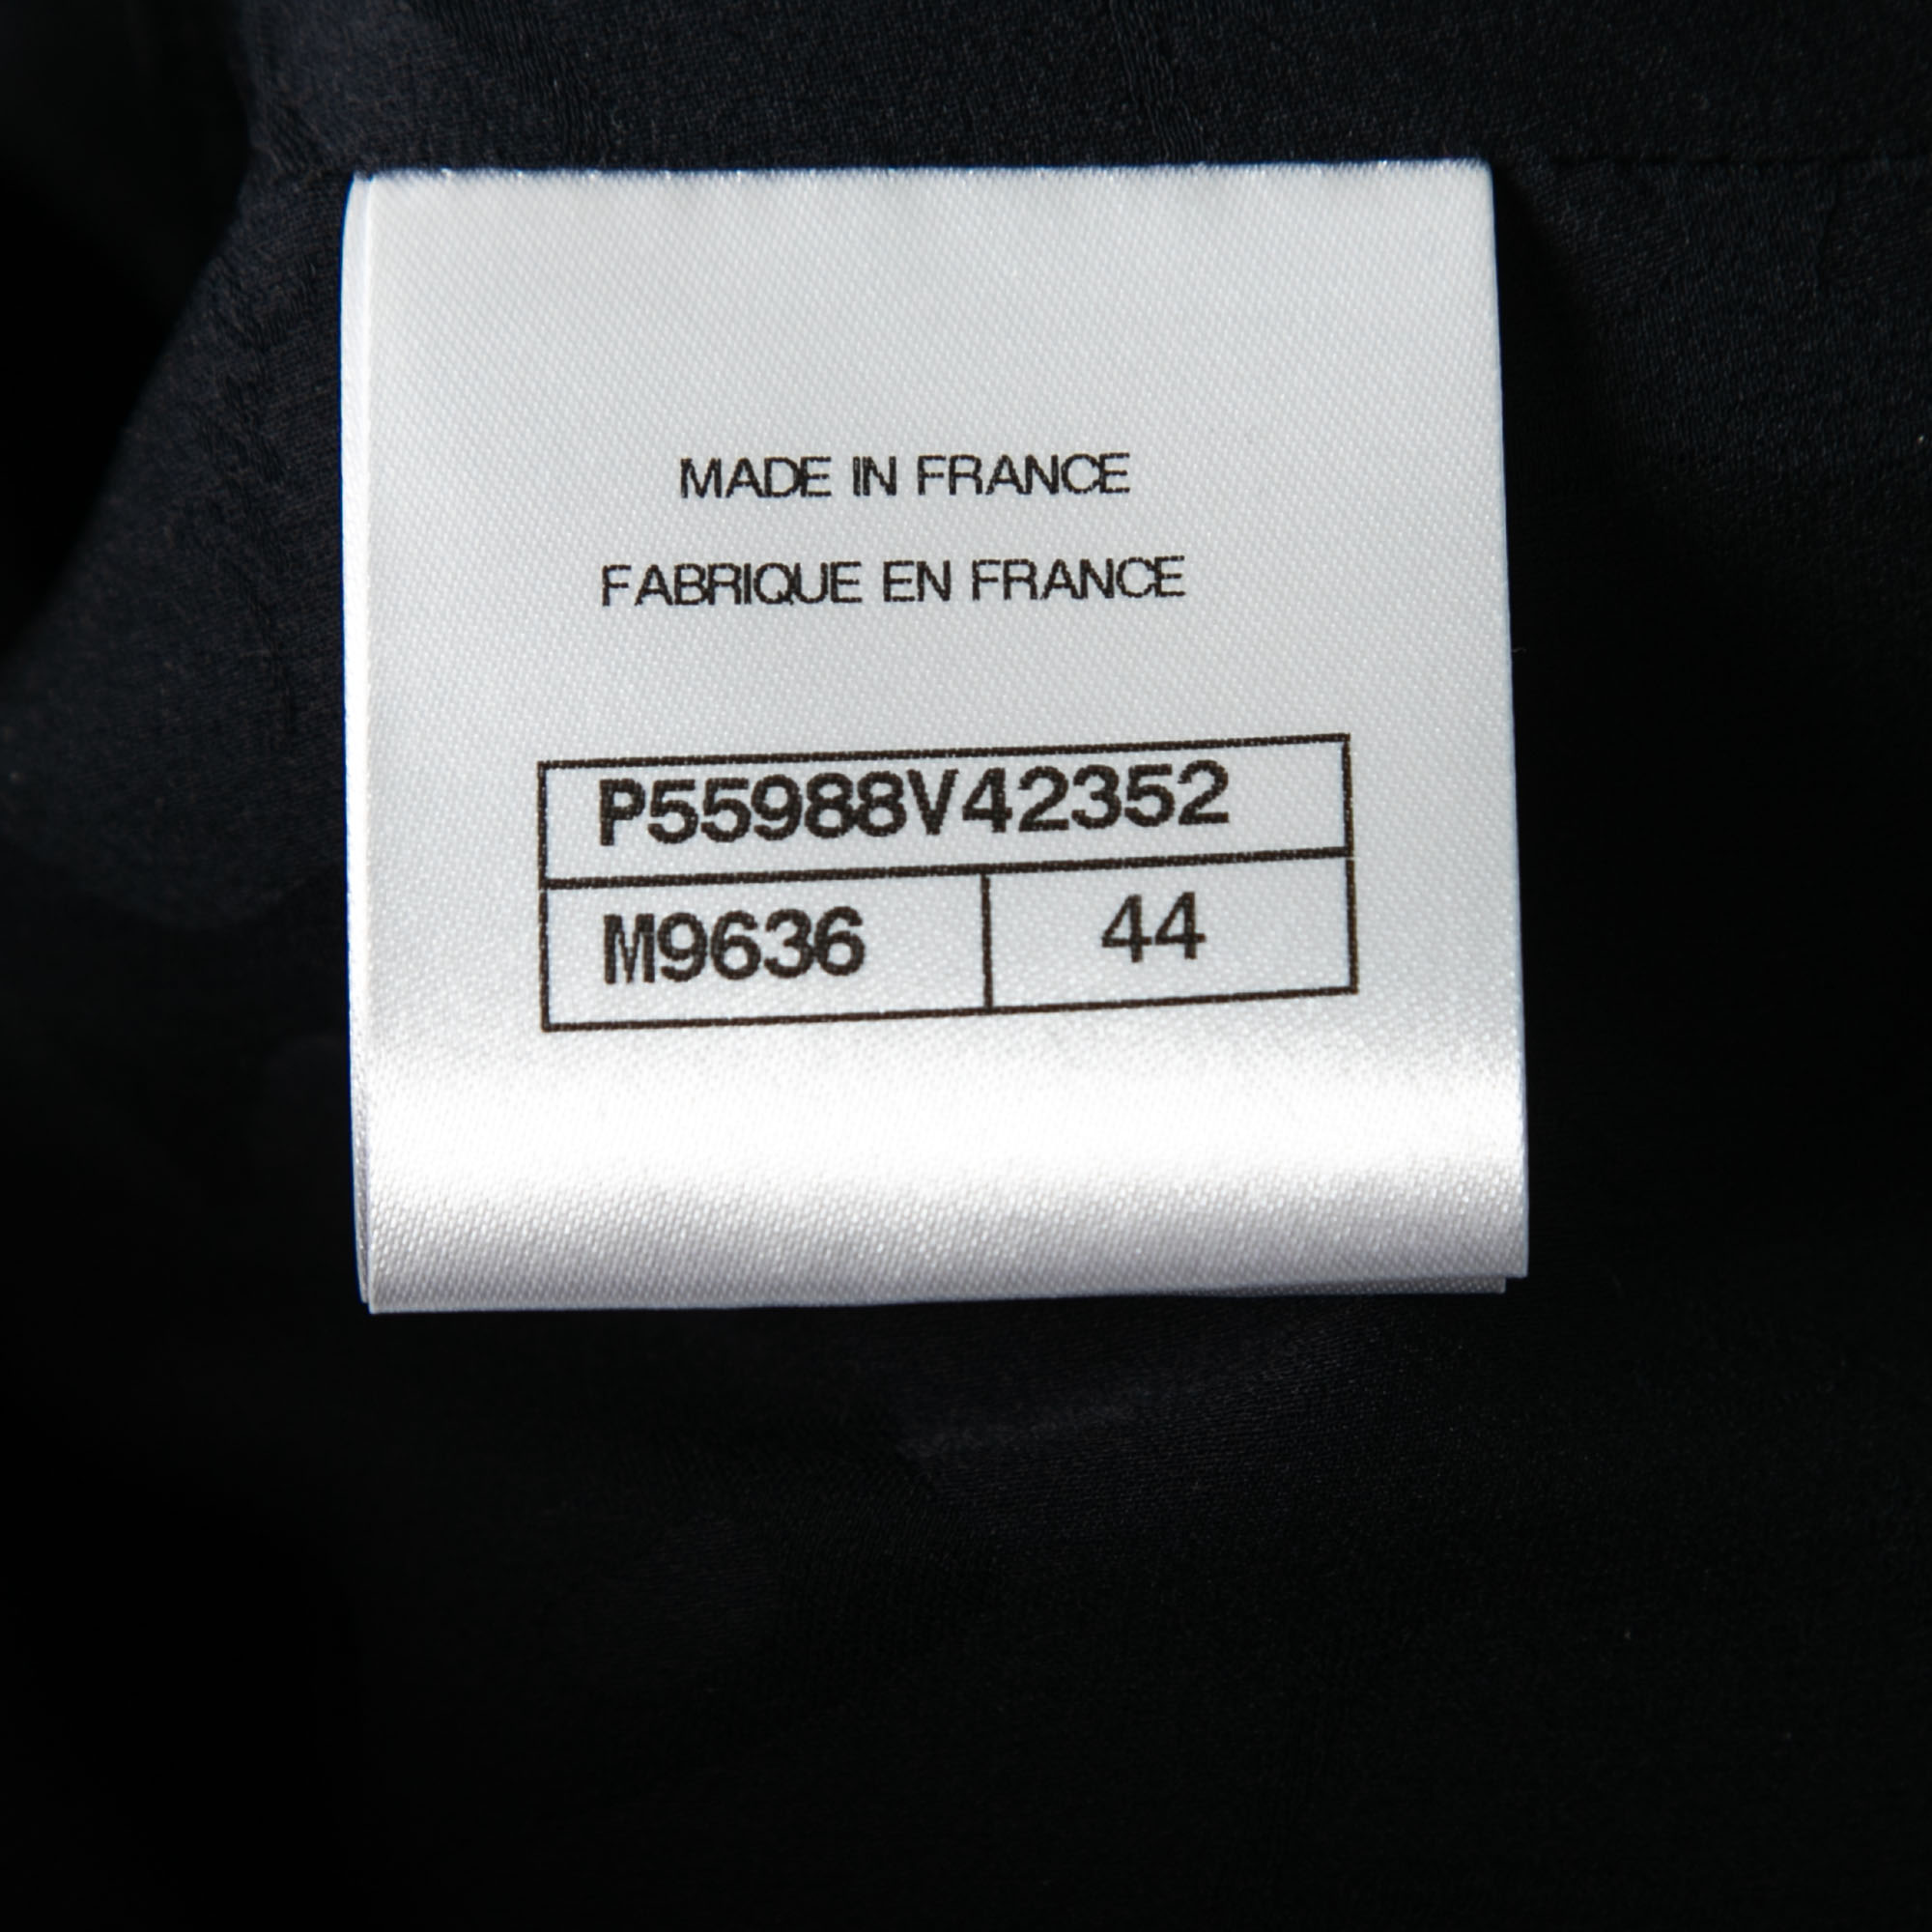 MADE IN FRANCE
FABRIQUE EN FRANCE
P55988V42352
M9636 44